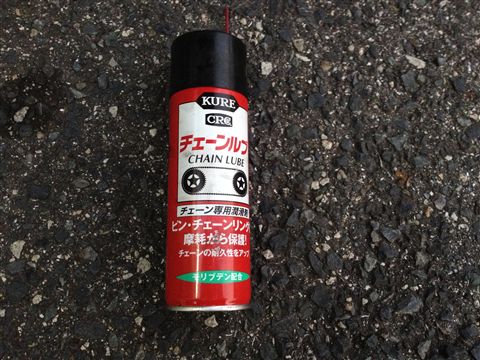 KURE
CRC
チェーンルブ
CHAIN LUBE
チェーン専用潤滑剤
ピン・チェーンリングを
摩耗から保護!
チェーンの耐久性をアップ
モリブデン配合